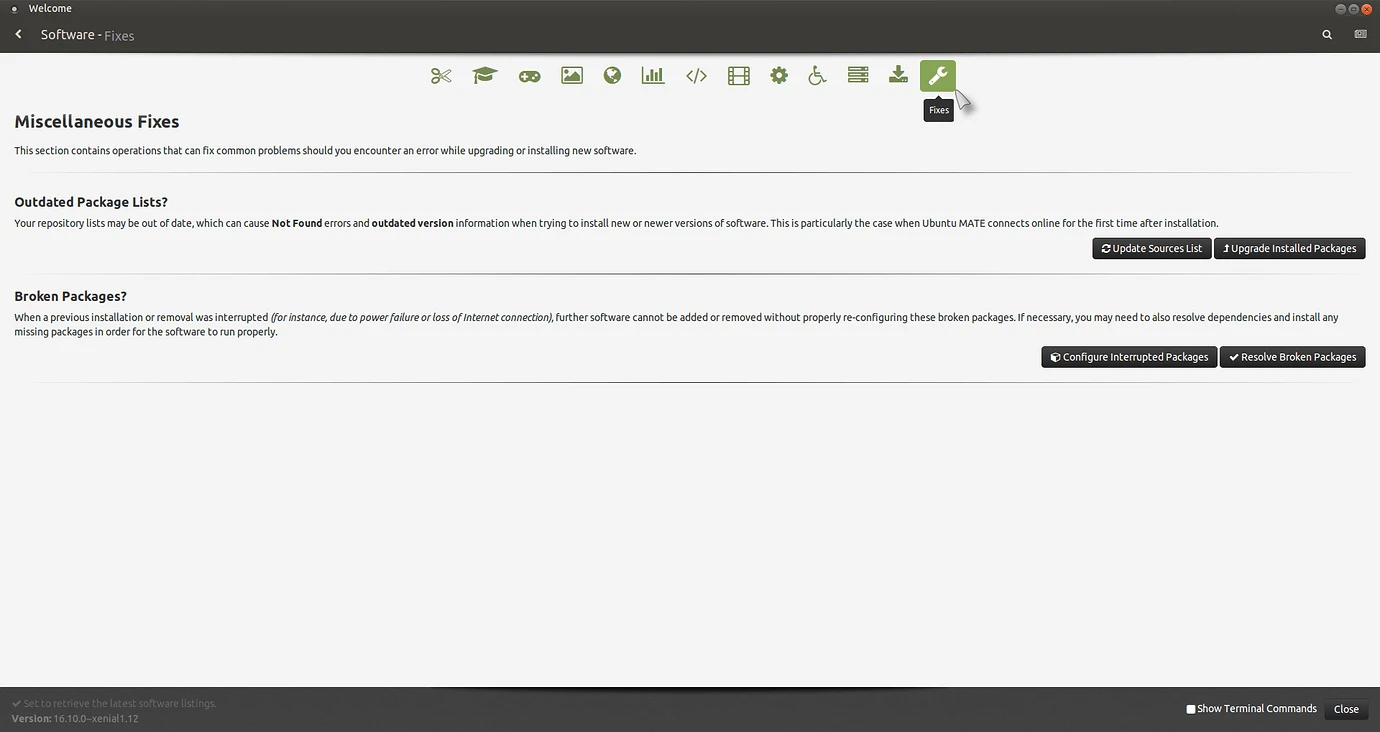 Welcome
Software - Fixes
Fixes
Miscellaneous Fixes
This section contains operations that can fix common problems should you encounter an error while upgrading or installing new software.
Outdated Package Lists?
Your repository lists may be out of date, which can cause Not Found errors and outdated version information when trying to install new or newer versions of software. This is particularly the case when Ubuntu MATE connects online for the first time after installation.
Update Sources List
Upgrade Installed Packages
Broken Packages?
When a previous installation or removal was interrupted (for instance, due to power failure or loss of Internet connection), further software cannot be added or removed without properly re-configuring these broken packages. If necessary, you may need to also resolve dependencies and install any
missing packages in order for the software to run properly.
Configure Interrupted Packages
Resolve Broken Packages
Set to retrieve the latest software listings.
Version: 16.10.0~xenial1.12
Show Terminal Commands
Close